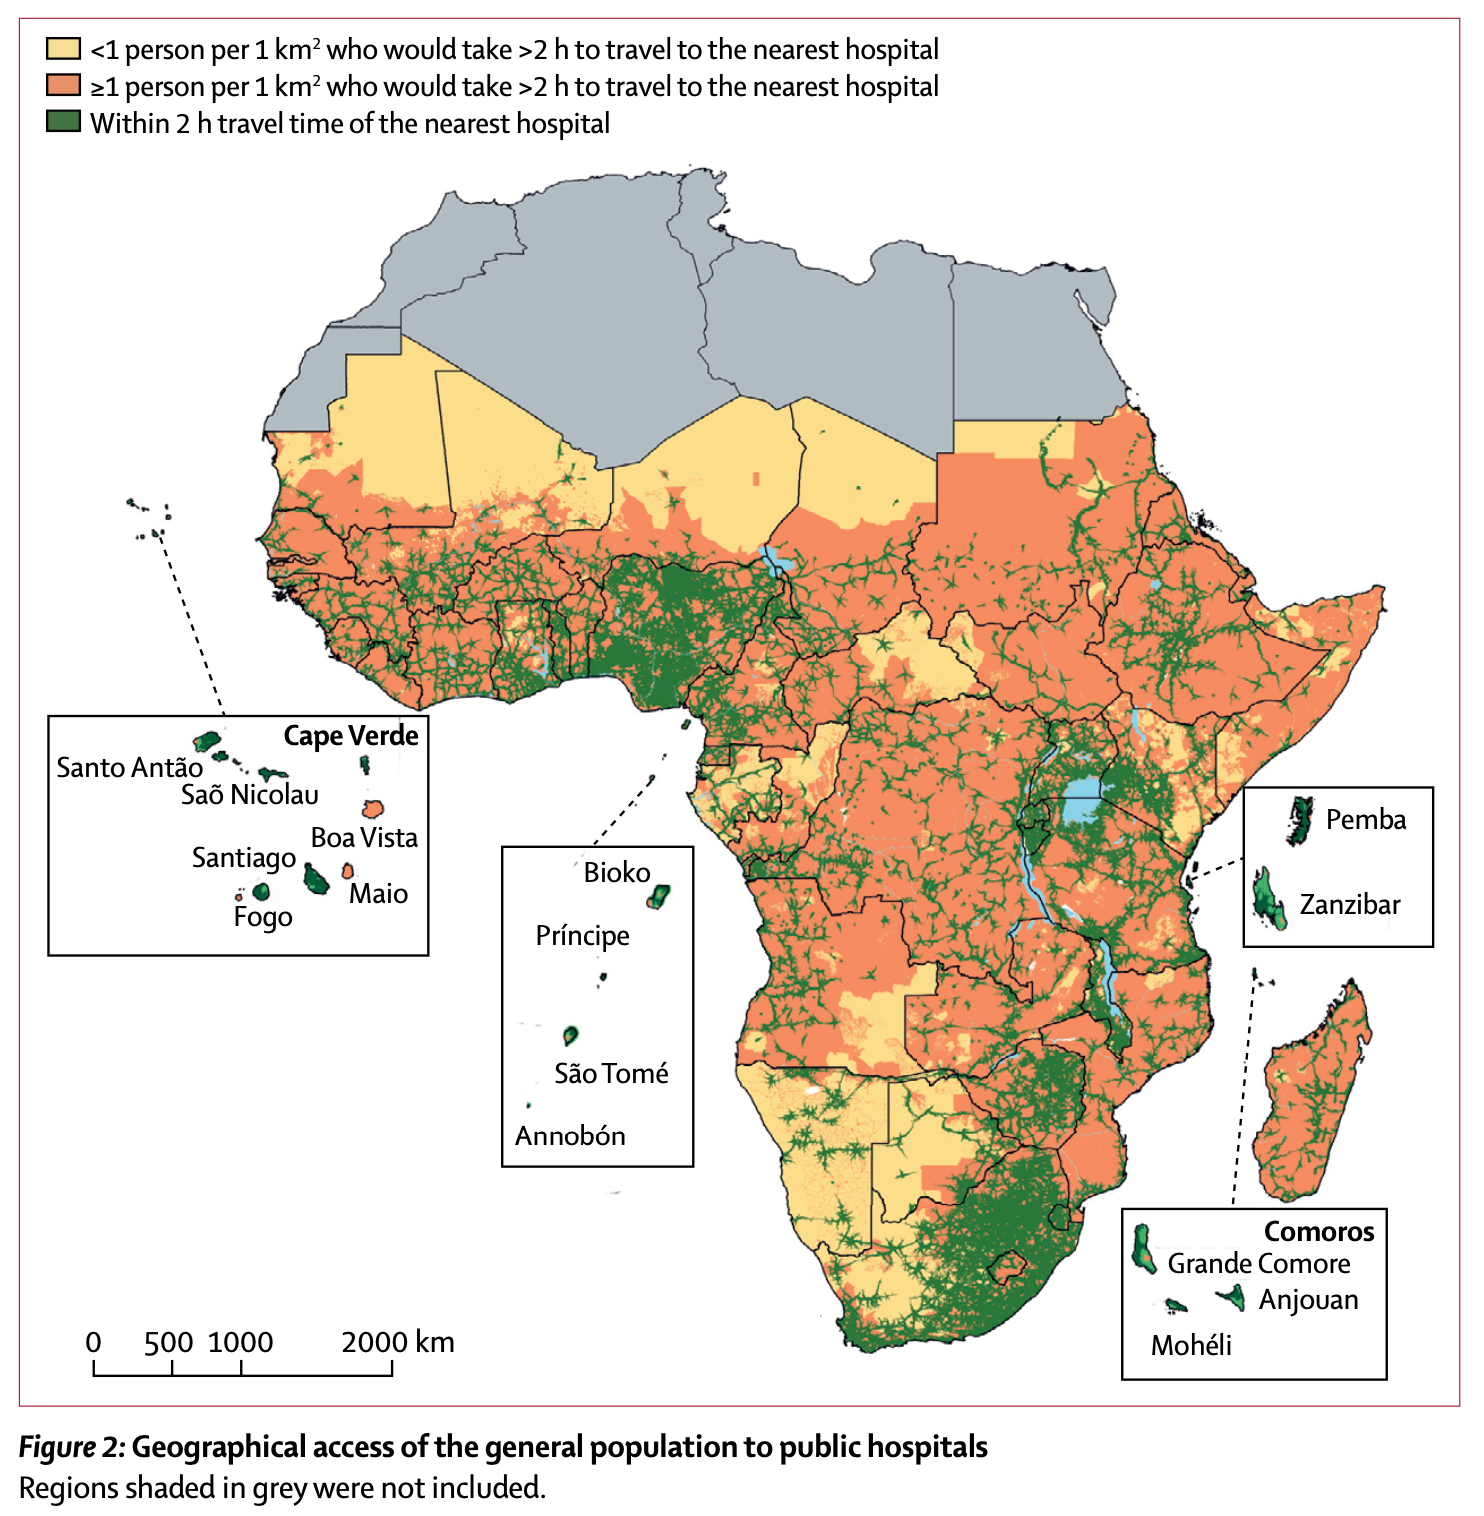 <1 person per 1 km² who would take >2 h to travel to the nearest hospital
≥1 person per 1 km² who would take >2 h to travel to the nearest hospital
Within 2 h travel time of the nearest hospital
Cape Verde
Santo Antão
Saõ Nicolau
Boa Vista
Santiago
Maio
Fogo
Bioko
Príncipe
São Tomé
Annobón
Pemba
Zanzibar
Comoros
Grande Comore
Anjouan
Mohéli
0 500 1000 2000 km
Figure 2: Geographical access of the general population to public hospitals
Regions shaded in grey were not included.